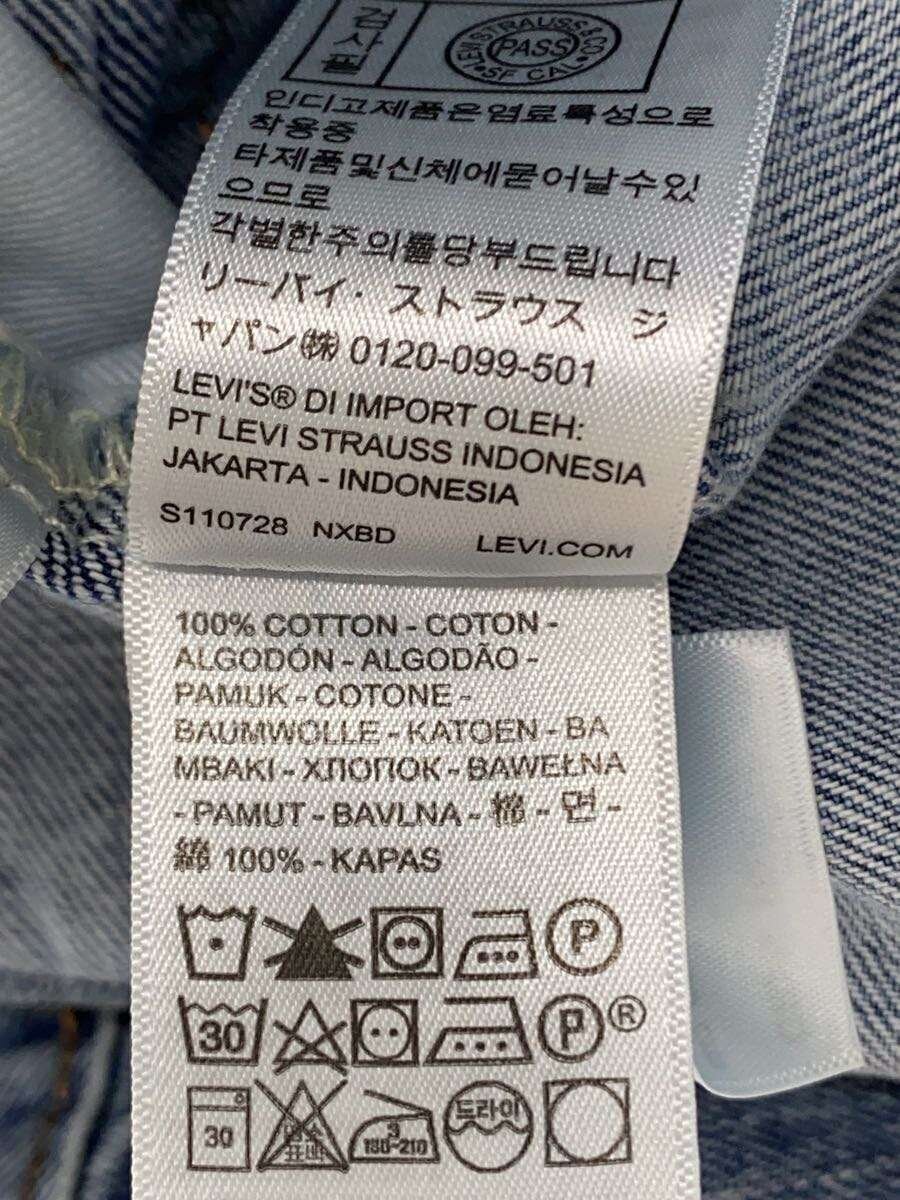 검사필
LEVI STRAUSS & CO
PASS
SF CAL
인디고제품은염료특성으로
착용중
타제품및신체에묻어날수있
으므로
각별한주의를당부드립니다
リーバイ・ストラウス ジ
ャパン㈱ 0120-099-501
LEVI'S® DI IMPORT OLEH:
PT LEVI STRAUSS INDONESIA
JAKARTA - INDONESIA
S110728 NXBD LEVI.COM
100% COTTON - COTON -
ALGODÓN - ALGODÃO -
PAMUK - COTONE -
BAUMWOLLE - KATOEN - BA
MBAKI - ХЛОПОК - BAWEŁNA
- PAMUT - BAVLNA - 棉 - 면 -
綿 100% - KAPAS
P
30 P ®
30 염소표백 3 180-210 드라이